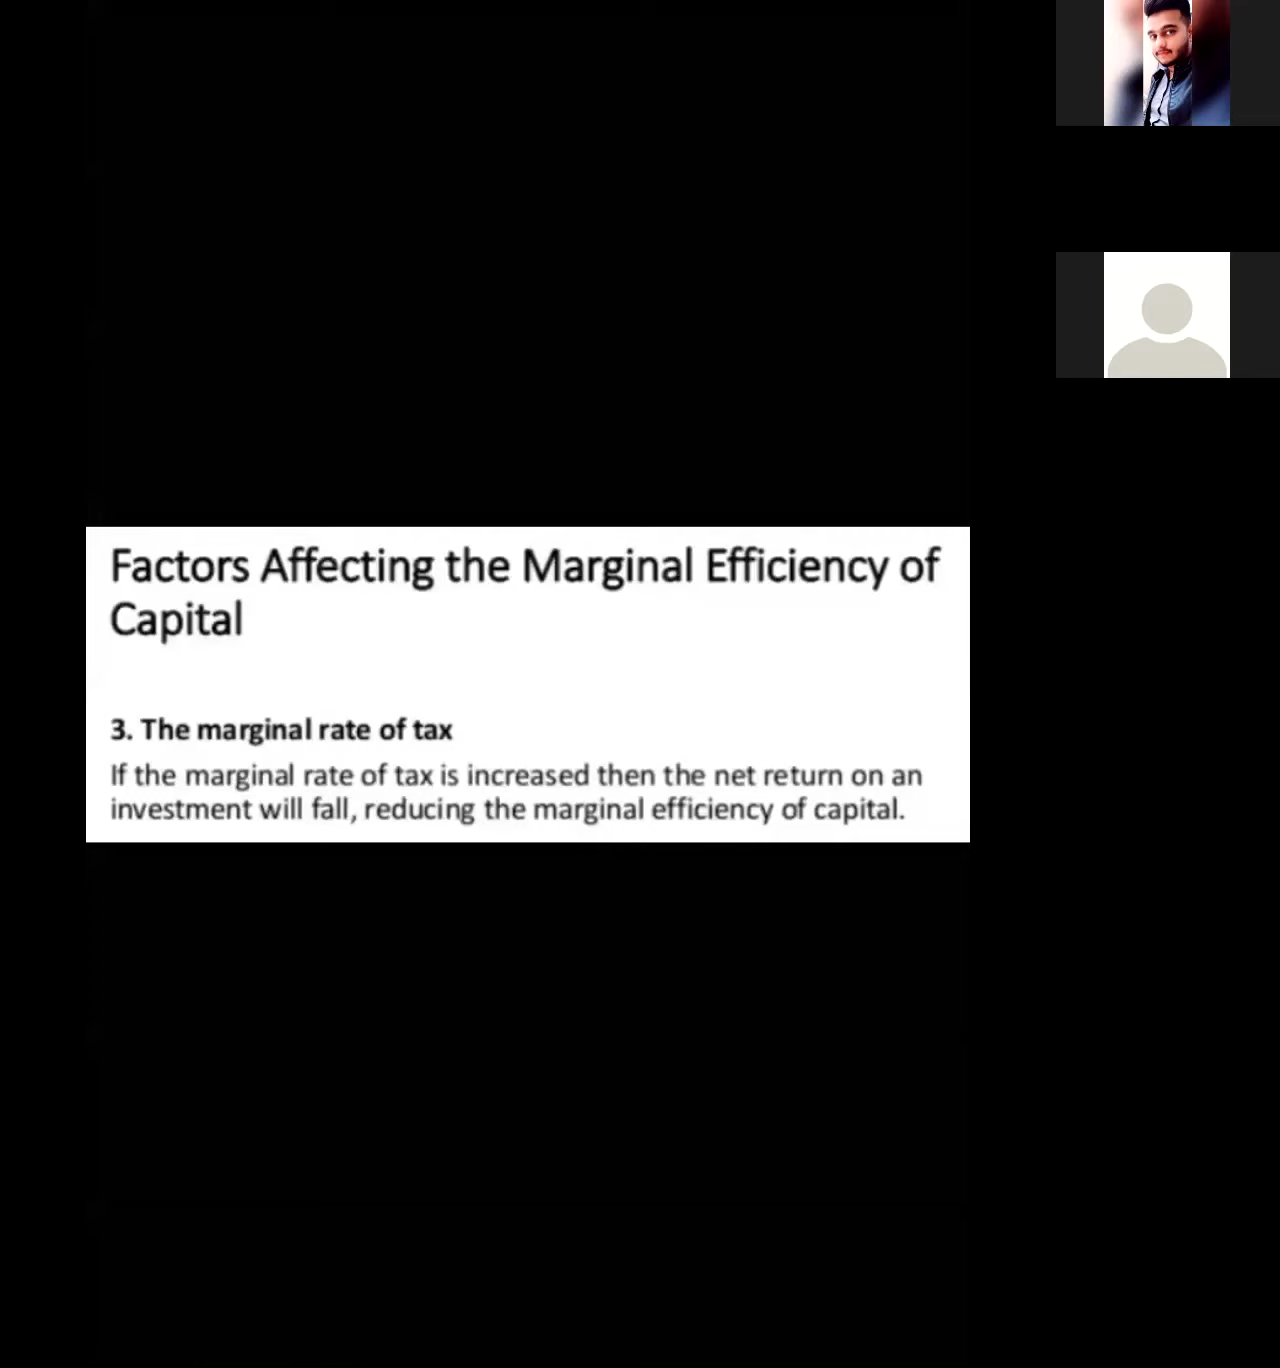 Factors Affecting the Marginal Efficiency of
Capital
3. The marginal rate of tax
If the marginal rate of tax is increased then the net return on an
investment will fall, reducing the marginal efficiency of capital.